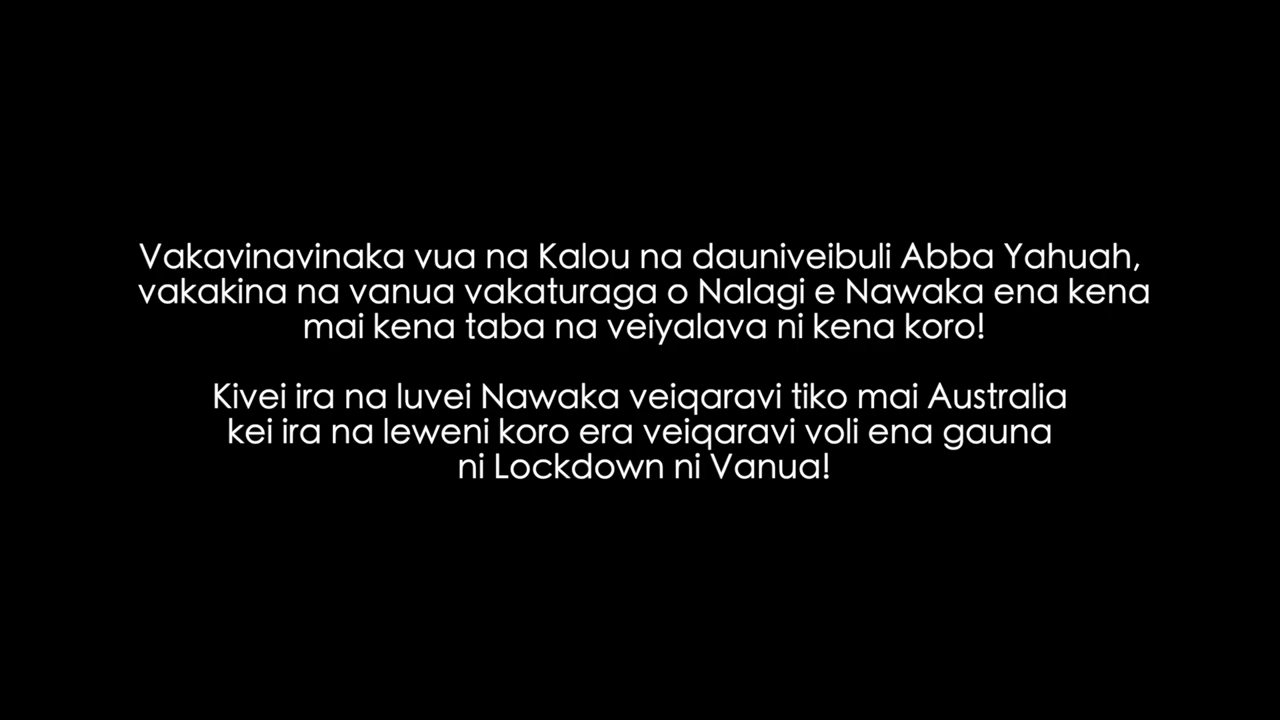 Vakavinavinaka vua na Kalou na dauniveibuli Abba Yahuah,
vakakina na vanua vakaturaga o Nalagi e Nawaka ena kena
mai kena taba na veiyalava ni kena koro!
Kivei ira na luvei Nawaka veiqaravi tiko mai Australia
kei ira na leweni koro era veiqaravi voli ena gauna
ni Lockdown ni Vanua!